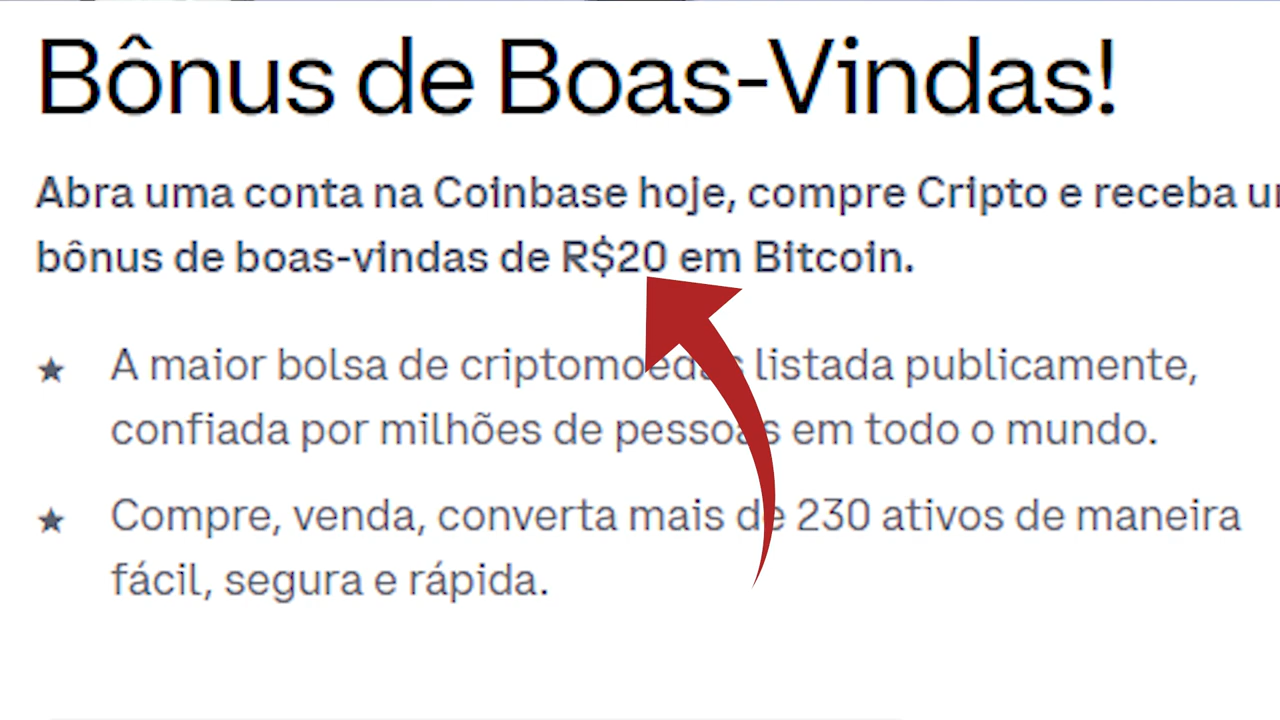 Bônus de Boas-Vindas!
Abra uma conta na Coinbase hoje, compre Cripto e receba
bônus de boas-vindas de R$20 em Bitcoin.
A maior bolsa de criptomoedas listada publicamente,
confiada por milhões de pessoas em todo o mundo.
Compre, venda, converta mais de 230 ativos de maneira
fácil, segura e rápida.